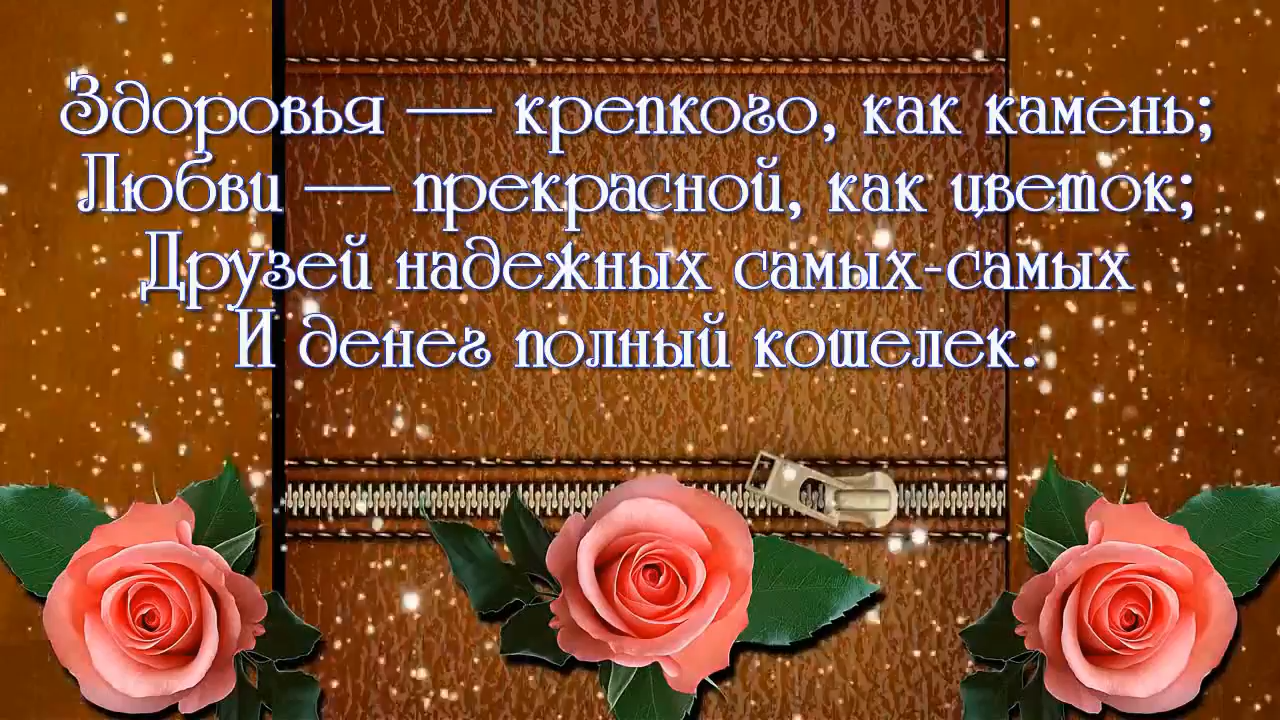 Здоровья — крепкого, как камень;
Любви — прекрасной, как цветок;
Друзей надежных самых-самых
И денег полный кошелек.